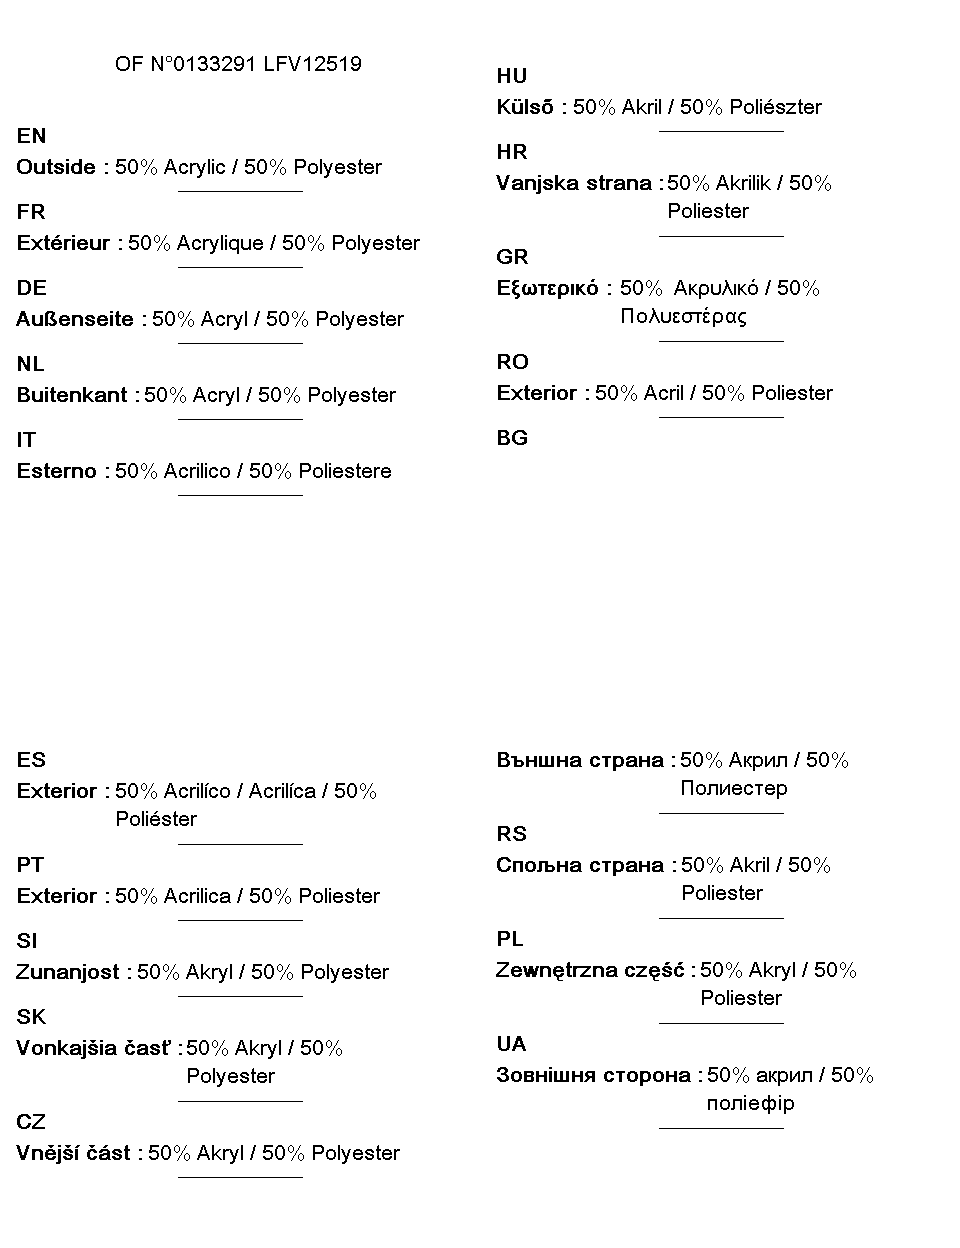 OF N°0133291 LFV12519
EN
Outside : 50% Acrylic / 50% Polyester
FR
Extérieur : 50% Acrylique / 50% Polyester
DE
Außenseite : 50% Acryl / 50% Polyester
NL
Buitenkant : 50% Acryl / 50% Polyester
IT
Esterno : 50% Acrilico / 50% Poliestere
ES
Exterior : 50% Acrilíco / Acrilíca / 50%
Poliéster
PT
Exterior : 50% Acrilica / 50% Poliester
SI
Zunanjost : 50% Akryl / 50% Polyester
SK
Vonkajšia časť : 50% Akryl / 50%
Polyester
CZ
Vnější část : 50% Akryl / 50% Polyester
HU
Külsõ : 50% Akril / 50% Poliészter
HR
Vanjska strana : 50% Akrilik / 50%
Poliester
GR
Εξωτερικό : 50% Ακρυλικό / 50%
Πολυεστέρας
RO
Exterior : 50% Acril / 50% Poliester
BG
Външна страна : 50% Акрил / 50%
Полиестер
RS
Спољна страна : 50% Akril / 50%
Poliester
PL
Zewnętrzna część : 50% Akryl / 50%
Poliester
UA
Зовнішня сторона : 50% акрил / 50%
поліефір